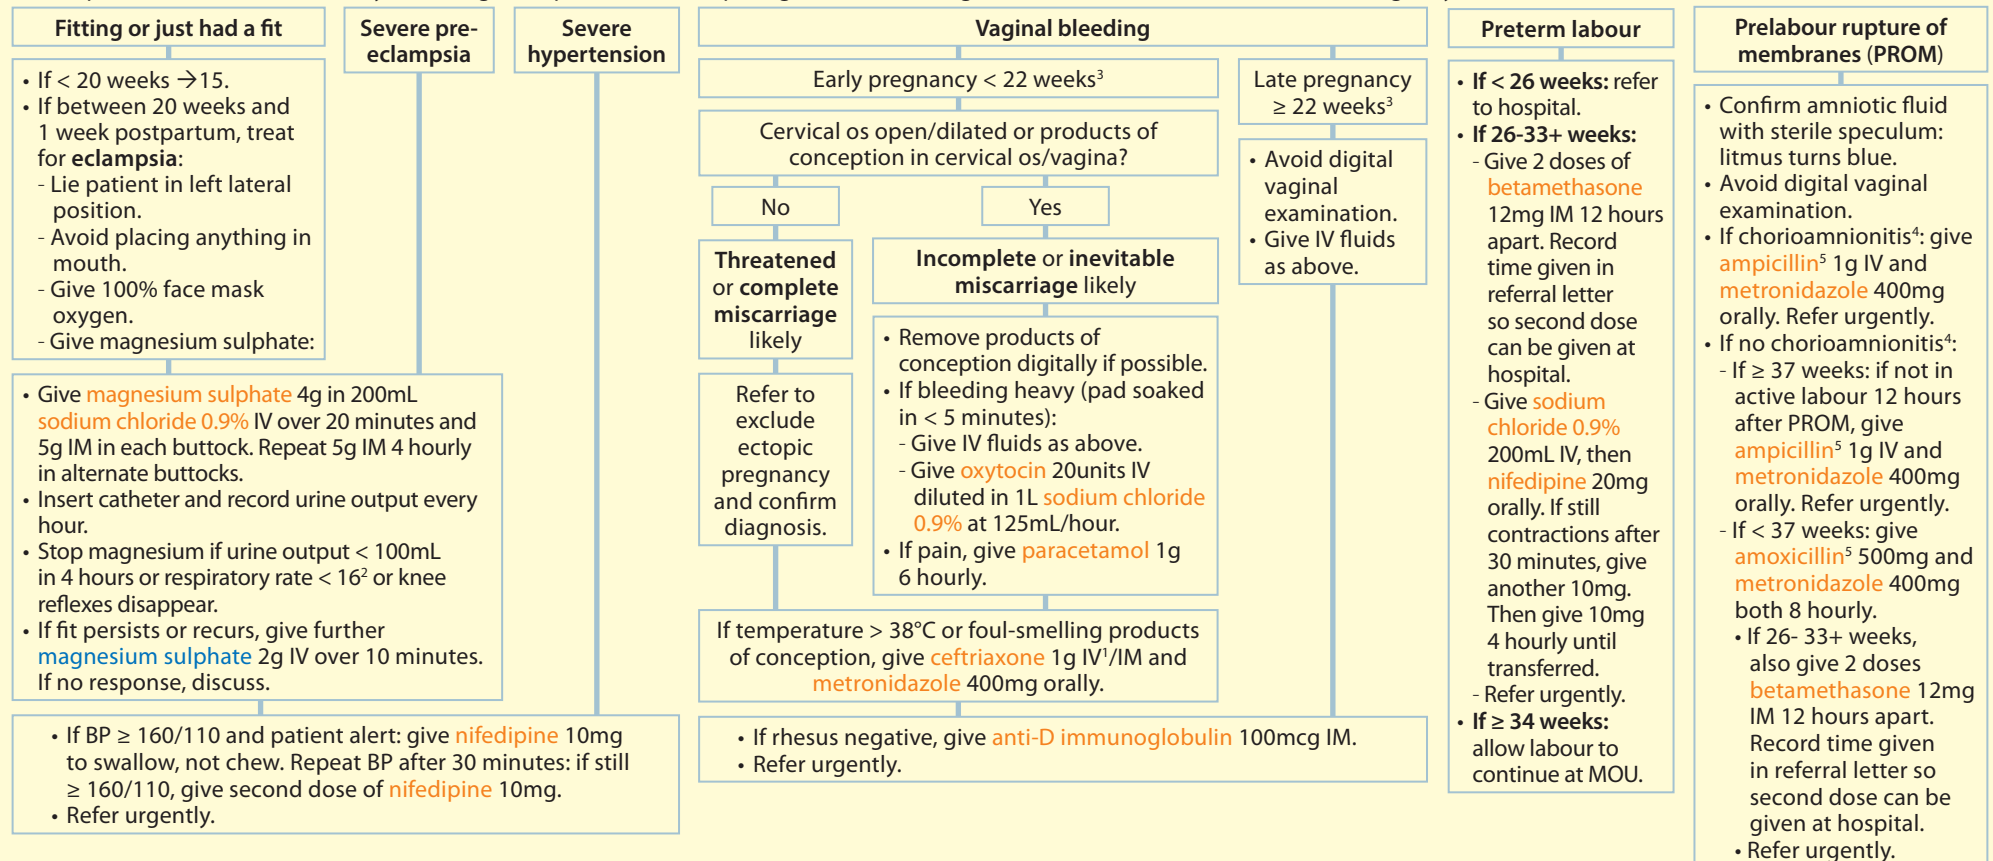 Fitting or just had a fit
• If < 20 weeks →15.
• If between 20 weeks and
1 week postpartum, treat
for eclampsia:
- Lie patient in left lateral
position.
- Avoid placing anything in
mouth.
- Give 100% face mask
oxygen.
- Give magnesium sulphate:
Severe pre-
eclampsia
• Give magnesium sulphate 4g in 200mL
sodium chloride 0.9% IV over 20 minutes and
5g IM in each buttock. Repeat 5g IM 4 hourly
in alternate buttocks.
• Insert catheter and record urine output every
hour.
• Stop magnesium if urine output < 100mL
in 4 hours or respiratory rate < 16² or knee
reflexes disappear.
• If fit persists or recurs, give further
magnesium sulphate 2g IV over 10 minutes.
If no response, discuss.
Severe
hypertension
• If BP ≥ 160/110 and patient alert: give nifedipine 10mg
to swallow, not chew. Repeat BP after 30 minutes: if still
≥ 160/110, give second dose of nifedipine 10mg.
• Refer urgently.
Vaginal bleeding
Early pregnancy < 22 weeks³
Cervical os open/dilated or products of
conception in cervical os/vagina?
No
Threatened
or complete
miscarriage
likely
Refer to
exclude
ectopic
pregnancy
and confirm
diagnosis.
Yes
Incomplete or inevitable
miscarriage likely
• Remove products of
conception digitally if possible.
• If bleeding heavy (pad soaked
in < 5 minutes):
- Give IV fluids as above.
- Give oxytocin 20units IV
diluted in 1L sodium chloride
0.9% at 125mL/hour.
• If pain, give paracetamol 1g
6 hourly.
If temperature > 38°C or foul-smelling products
of conception, give ceftriaxone 1g IV¹/IM and
metronidazole 400mg orally.
Late pregnancy
≥ 22 weeks³
• Avoid digital
vaginal
examination.
• Give IV fluids
as above.
• If rhesus negative, give anti-D immunoglobulin 100mcg IM.
• Refer urgently.
Preterm labour
• If < 26 weeks: refer
to hospital.
• If 26-33+ weeks:
- Give 2 doses of
betamethasone
12mg IM 12 hours
apart. Record
time given in
referral letter
so second dose
can be given at
hospital.
- Give sodium
chloride 0.9%
200mL IV, then
nifedipine 20mg
orally. If still
contractions after
30 minutes, give
another 10mg.
Then give 10mg
4 hourly until
transferred.
- Refer urgently.
• If ≥ 34 weeks:
allow labour to
continue at MOU.
Prelabour rupture of
membranes (PROM)
• Confirm amniotic fluid
with sterile speculum:
litmus turns blue.
• Avoid digital vaginal
examination.
• If chorioamnionitis⁴: give
ampicillin⁵ 1g IV and
metronidazole 400mg
orally. Refer urgently.
• If no chorioamnionitis⁴:
- If ≥ 37 weeks: if not in
active labour 12 hours
after PROM, give
ampicillin⁵ 1g IV and
metronidazole 400mg
orally. Refer urgently.
- If < 37 weeks: give
amoxicillin⁵ 500mg and
metronidazole 400mg
both 8 hourly.
• If 26- 33+ weeks,
also give 2 doses
betamethasone 12mg
IM 12 hours apart.
Record time given
in referral letter so
second dose can be
given at hospital.
• Refer urgently.